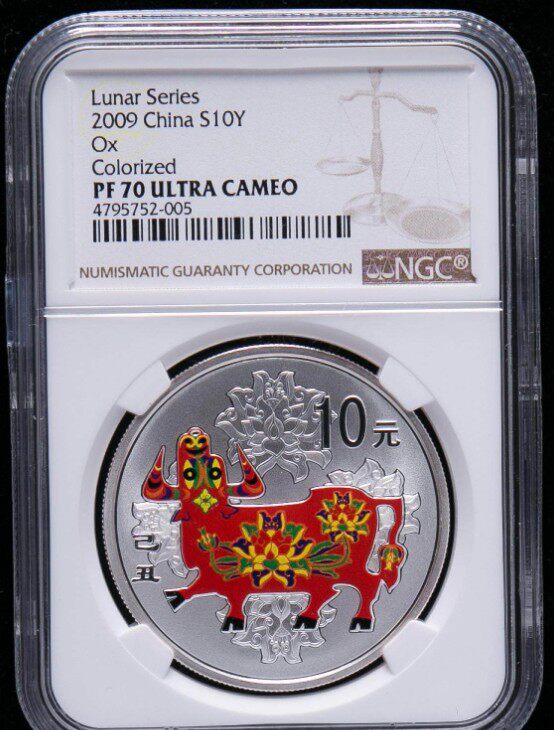 Lunar Series
2009 China S10Y
Ox
Colorized
PF 70 ULTRA CAMEO
4795752-005
NUMISMATIC GUARANTY CORPORATION
NGC®
10元
己丑